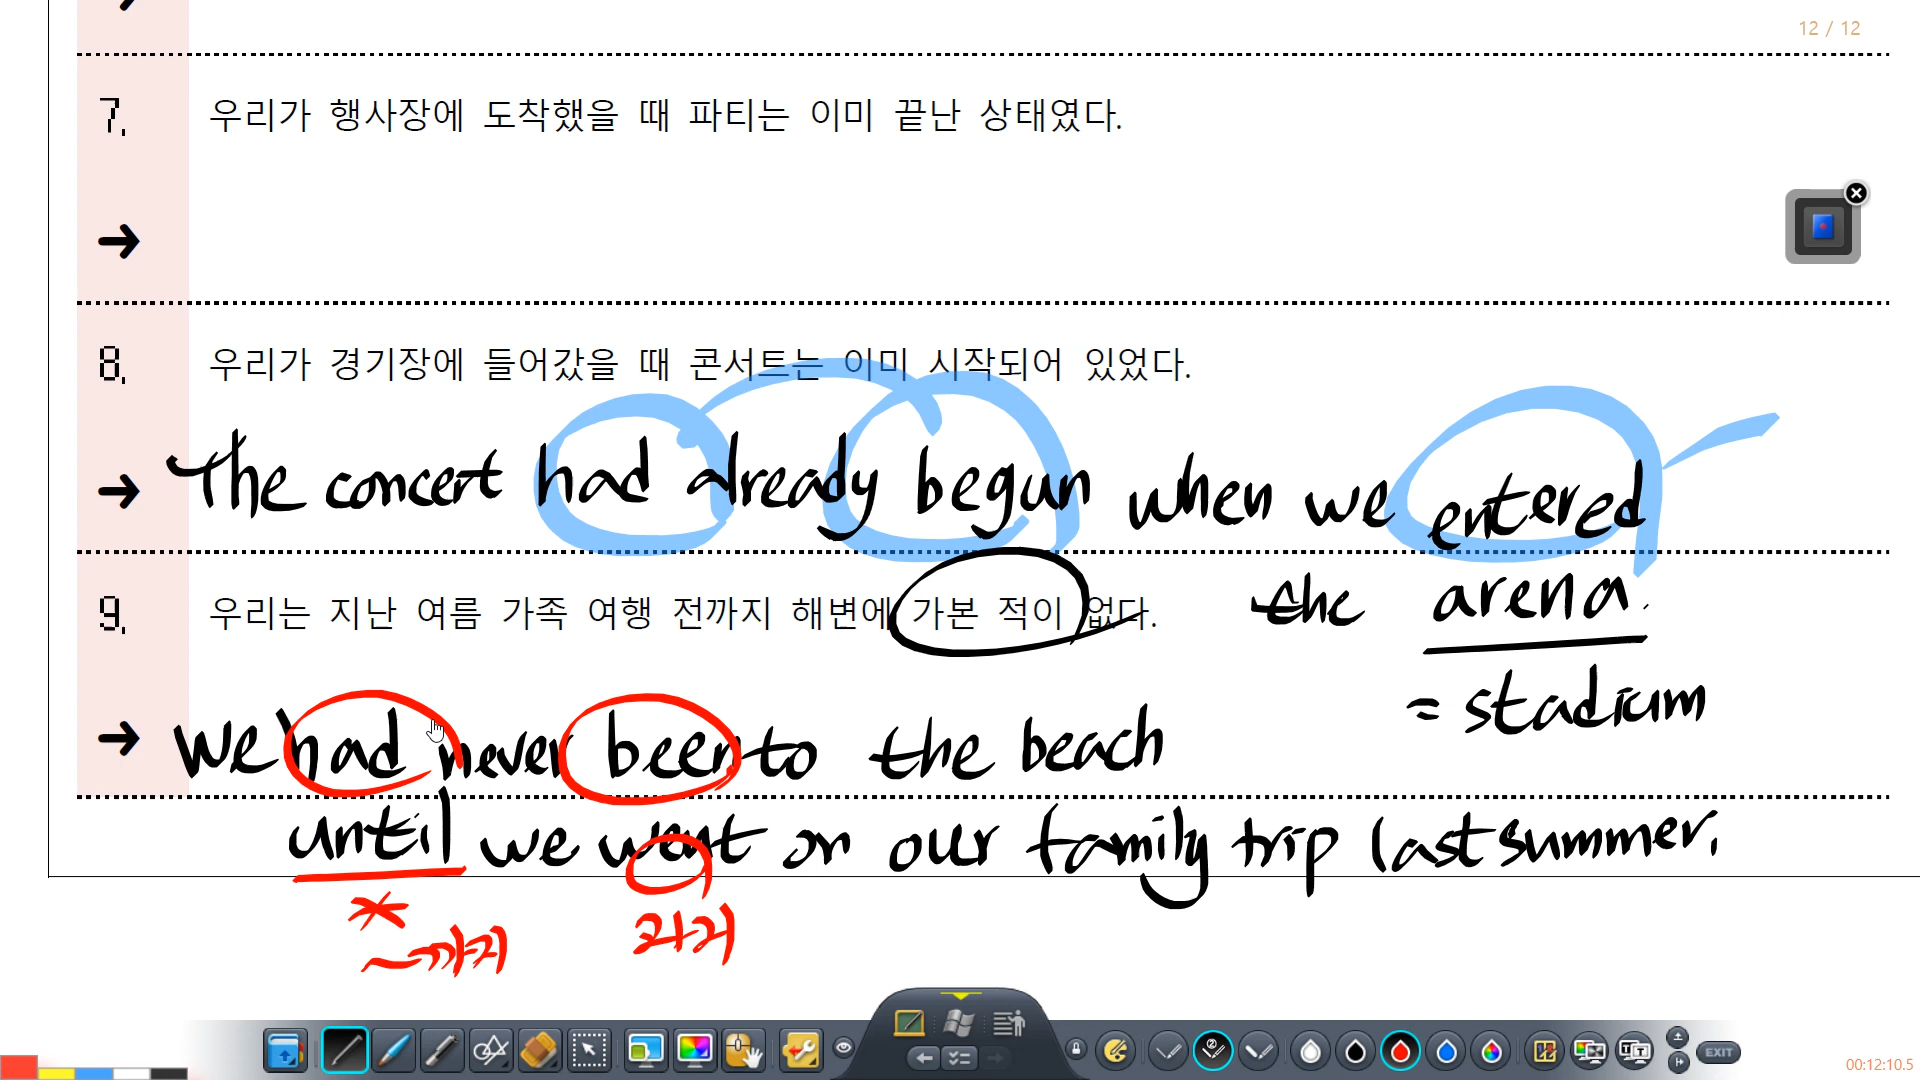 12 / 12
7. 우리가 행사장에 도착했을 때 파티는 이미 끝난 상태였다.
8. 우리가 경기장에 들어갔을 때 콘서트는 이미 시작되어 있었다.
The concert had already begun when we entered
the arena.
= stadium
9. 우리는 지난 여름 가족 여행 전까지 해변에 가본 적이 없다.
we had never been to the beach
until we went on our family trip last summer.
~까지
과거
EXIT
00:12:10.5